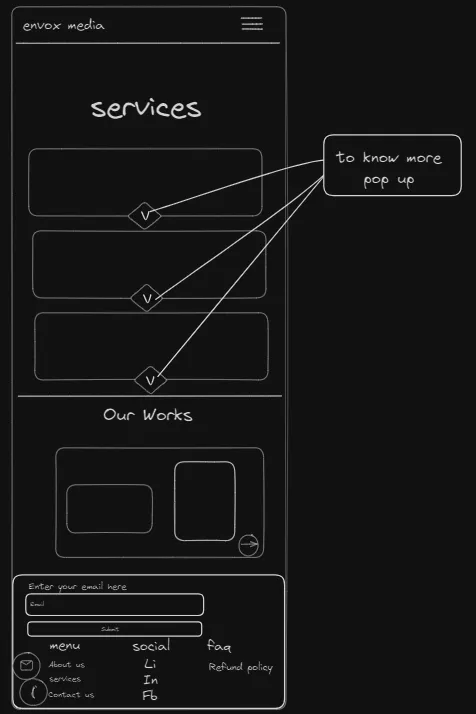 envox media
services
to know more
pop up
V
V
V
Our Works
Enter your email here
Email
Submit
menu social faq
About us Li Refund policy
services In
Contact us Fb